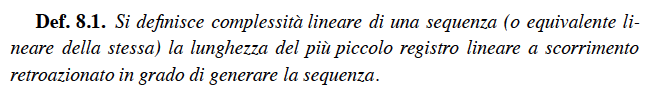 Def. 8.1. Si definisce complessità lineare di una sequenza (o equivalente li-
neare della stessa) la lunghezza del più piccolo registro lineare a scorrimento
retroazionato in grado di generare la sequenza.